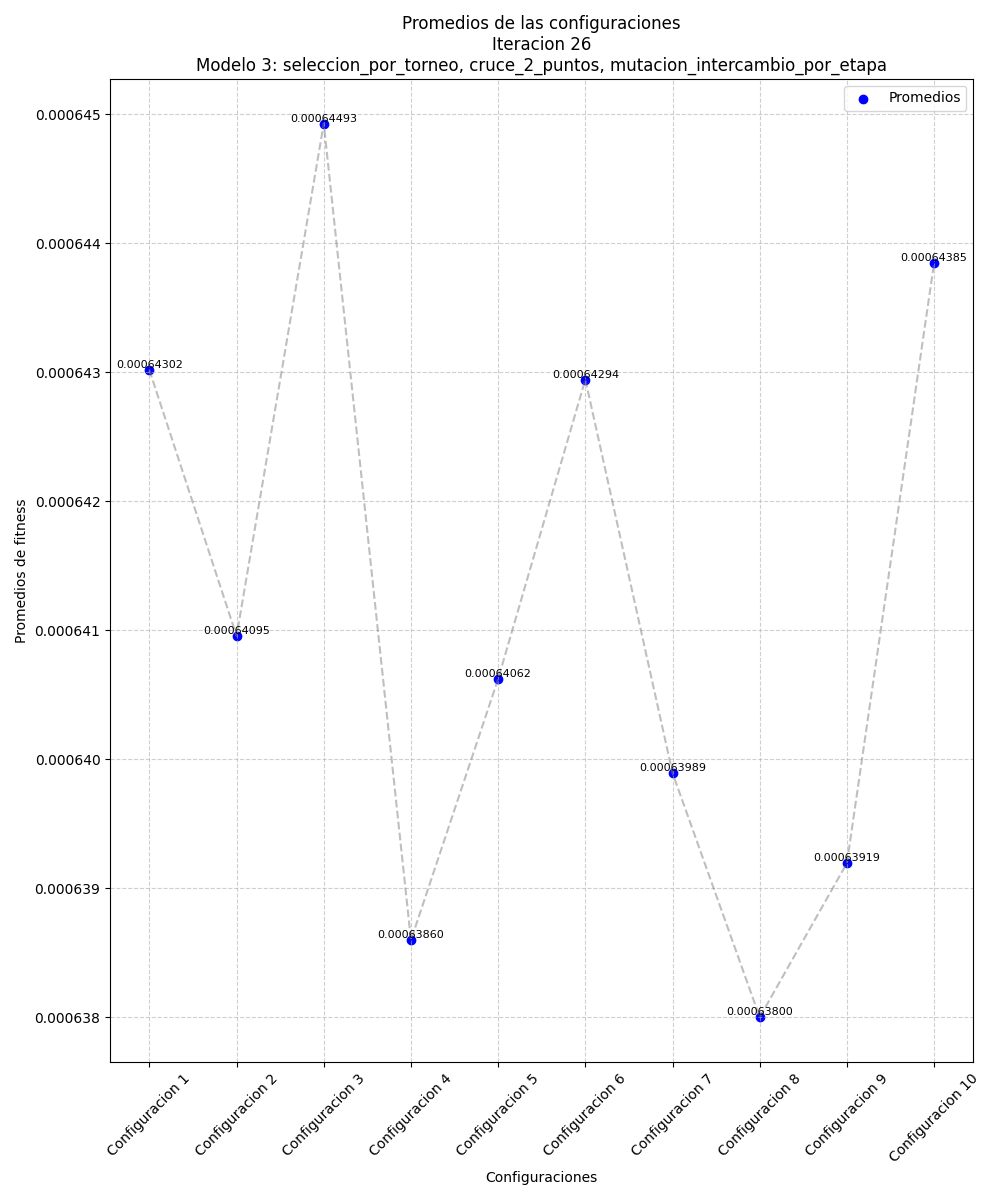 Promedios de las configuraciones
Iteracion 26
Modelo 3: seleccion_por_torneo, cruce_2_puntos, mutacion_intercambio_por_etapa
Promedios
0.000645
0.000644
0.000643
0.000642
0.000641
0.000640
0.000639
0.000638
Promedios de fitness
0.00064302
0.00064095
0.00064493
0.00063860
0.00064062
0.00064294
0.00063989
0.00063800
0.00063919
0.00064385
Configuracion 1
Configuracion 2
Configuracion 3
Configuracion 4
Configuracion 5
Configuracion 6
Configuracion 7
Configuracion 8
Configuracion 9
Configuracion 10
Configuraciones